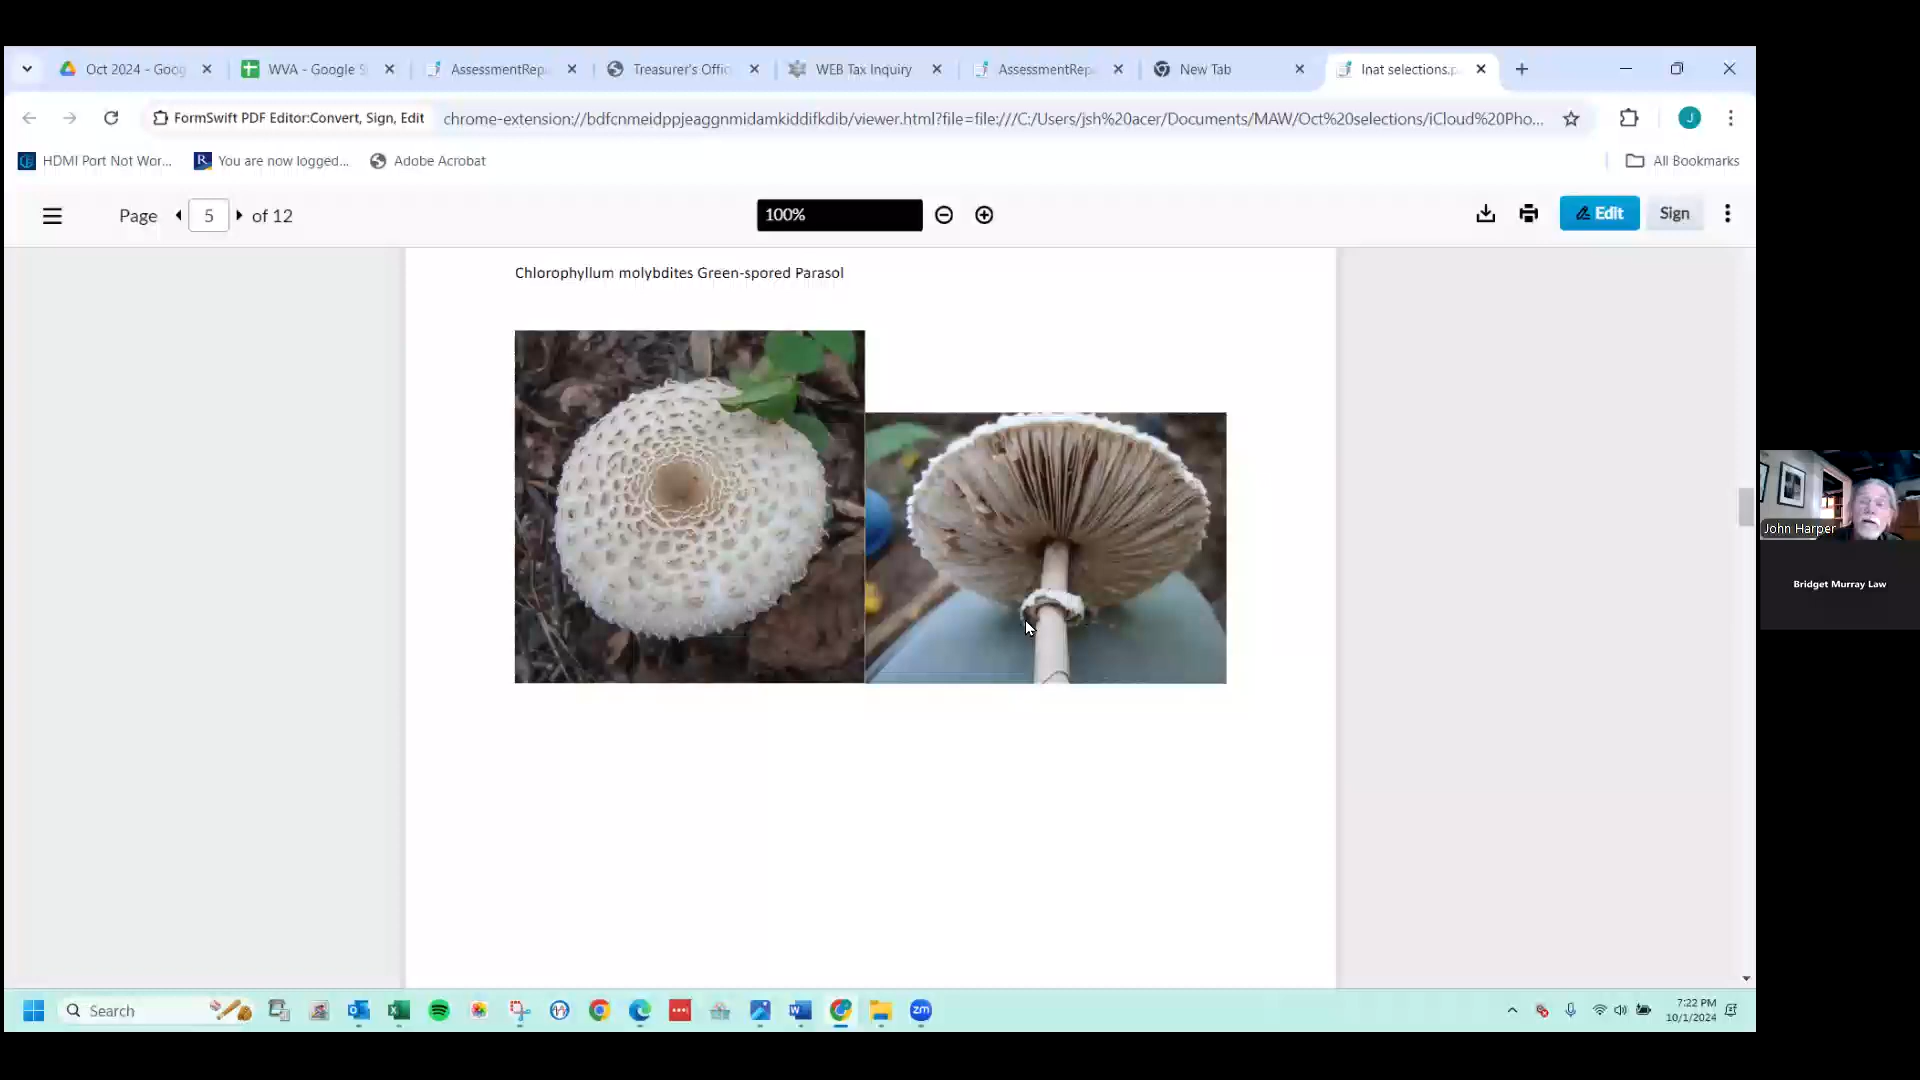 Oct 2024 - Goog
WVA - Google S
AssessmentRep
Treasurer's Offic
WEB Tax Inquiry
AssessmentRep
New Tab
Inat selections.p
FormSwift PDF Editor:Convert, Sign, Edit
chrome-extension://bdfcnmeidppjeaggnmidamkiddifkdib/viewer.html?file=file:///C:/Users/jsh%20acer/Documents/MAW/Oct%20selections/iCloud%20Pho...
J
HDMI Port Not Wor...
R
You are now logged...
Adobe Acrobat
All Bookmarks
Page 5 of 12
100%
Edit
Sign
Chlorophyllum molybdites Green-spored Parasol
John Harper
Bridget Murray Law
Search
zm
7:22 PM
10/1/2024